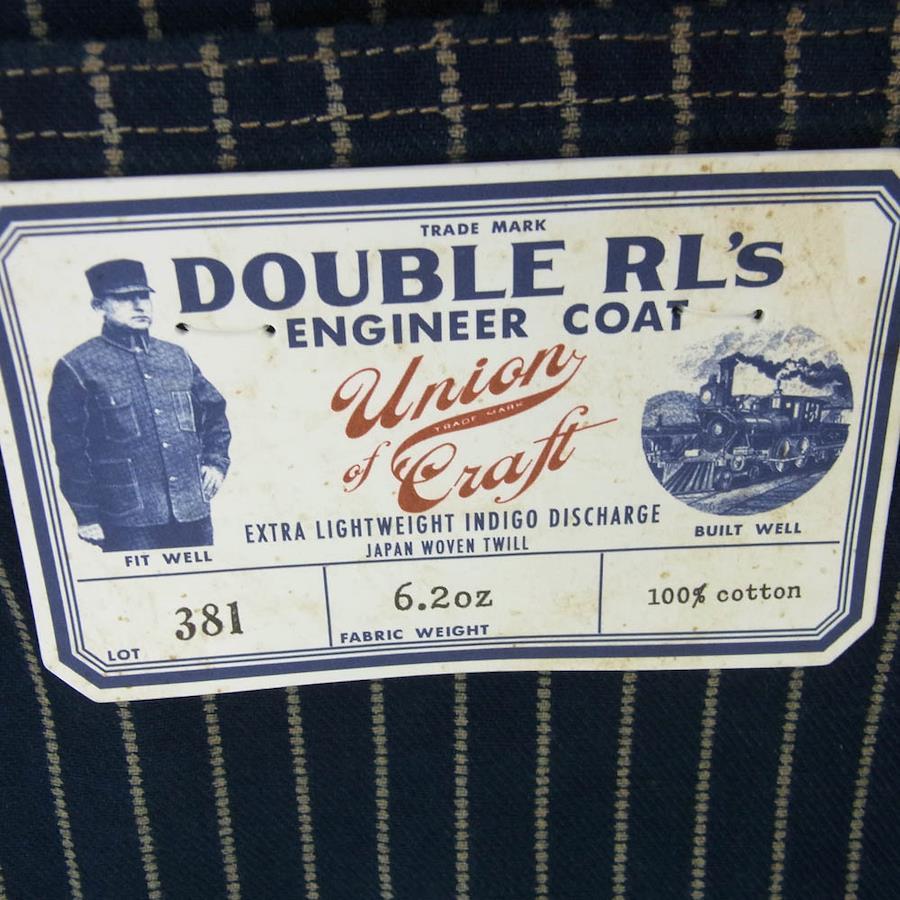 TRADE MARK
DOUBLE RL's
ENGINEER COAT
Union
TRADE MARK
of Craft
EXTRA LIGHTWEIGHT INDIGO DISCHARGE
JAPAN WOVEN TWILL
FIT WELL
BUILT WELL
LOT 381
6.2oz
FABRIC WEIGHT
100% cotton